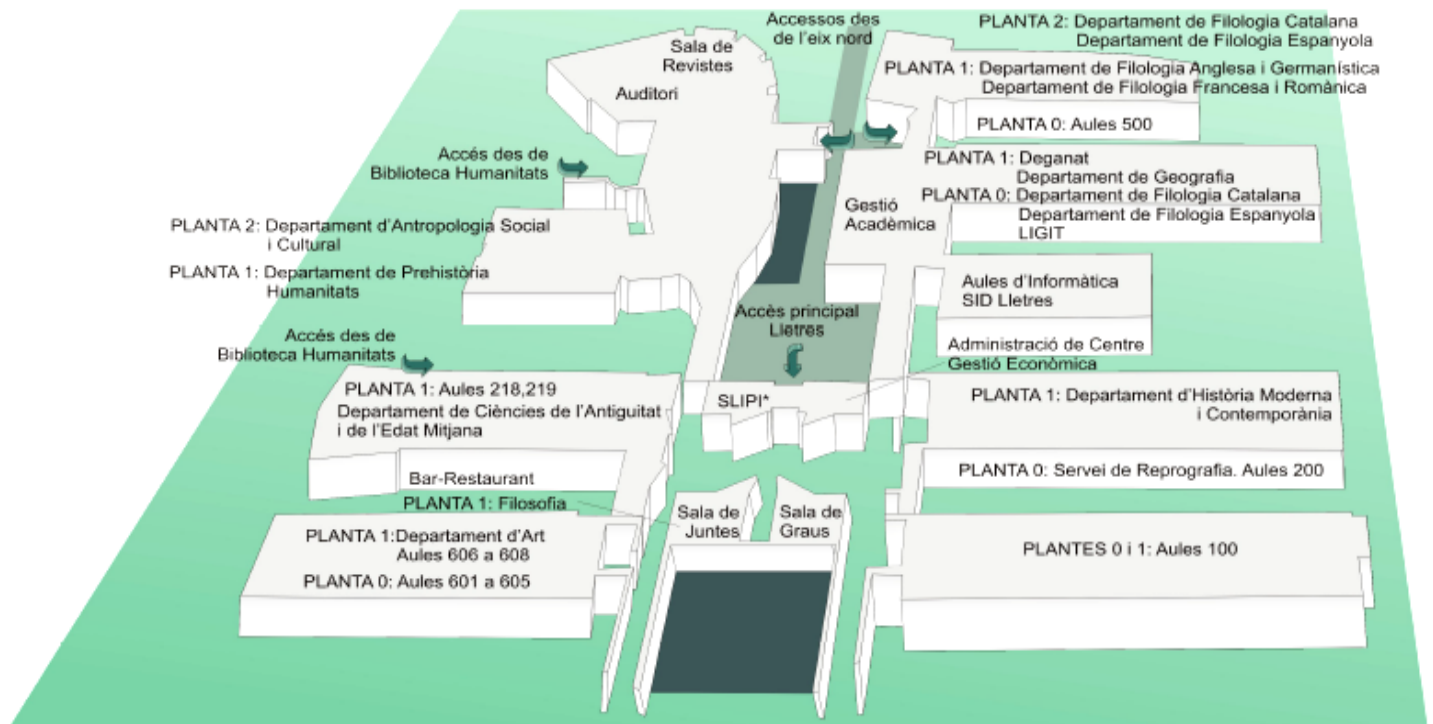 Accessos des
de l'eix nord
PLANTA 2: Departament de Filologia Catalana
Departament de Filologia Espanyola
Sala de
Revistes
PLANTA 1: Departament de Filologia Anglesa i Germanística
Departament de Filologia Francesa i Romànica
Auditori
PLANTA 0: Aules 500
Accés des de
Biblioteca Humanitats
PLANTA 1: Deganat
Departament de Geografia
PLANTA 0: Departament de Filologia Catalana
Departament de Filologia Espanyola
LIGIT
Gestió
Acadèmica
PLANTA 2: Departament d'Antropologia Social
i Cultural
PLANTA 1: Departament de Prehistòria
Humanitats
Aules d'Informàtica
SID Lletres
Accès principal
Lletres
Accés des de
Biblioteca Humanitats
Administració de Centre
Gestió Econòmica
PLANTA 1: Aules 218,219
Departament de Ciències de l'Antiguitat
i de l'Edat Mitjana
SLIPI*
PLANTA 1: Departament d'Història Moderna
i Contemporània
Bar-Restaurant
PLANTA 0: Servei de Reprografia. Aules 200
PLANTA 1: Filosofia
Sala de
Juntes
Sala de
Graus
PLANTA 1:Departament d'Art
Aules 606 a 608
PLANTA 0: Aules 601 a 605
PLANTES 0 i 1: Aules 100